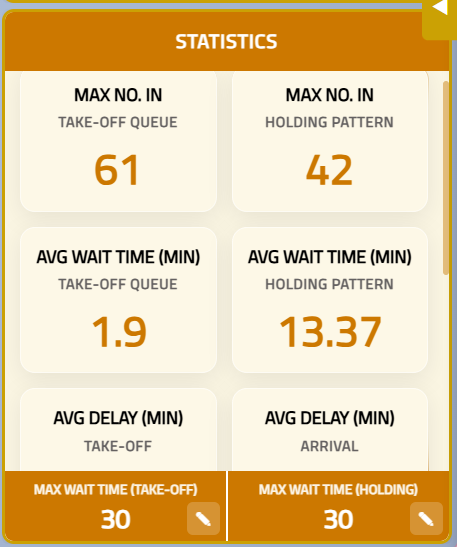 STATISTICS
MAX NO. IN
TAKE-OFF QUEUE
61
MAX NO. IN
HOLDING PATTERN
42
AVG WAIT TIME (MIN)
TAKE-OFF QUEUE
1.9
AVG WAIT TIME (MIN)
HOLDING PATTERN
13.37
AVG DELAY (MIN)
TAKE-OFF
AVG DELAY (MIN)
ARRIVAL
MAX WAIT TIME (TAKE-OFF)
30
MAX WAIT TIME (HOLDING)
30